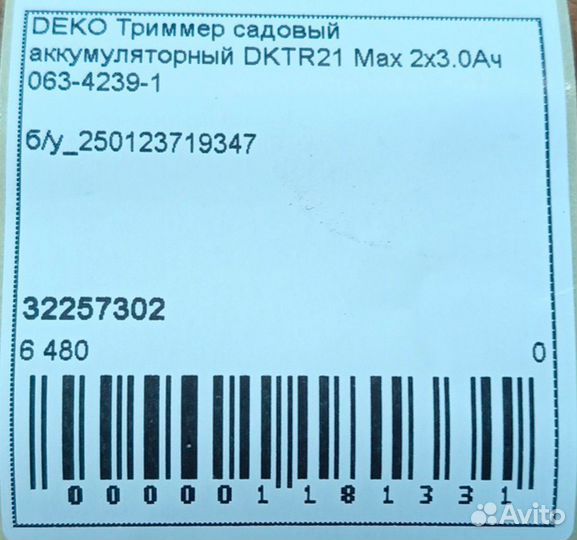 DEKO Триммер садовый
аккумуляторный DKTR21 Max 2x3.0Ач
063-4239-1
б/у_250123719347
32257302
6 480 0
000001181331
Avito